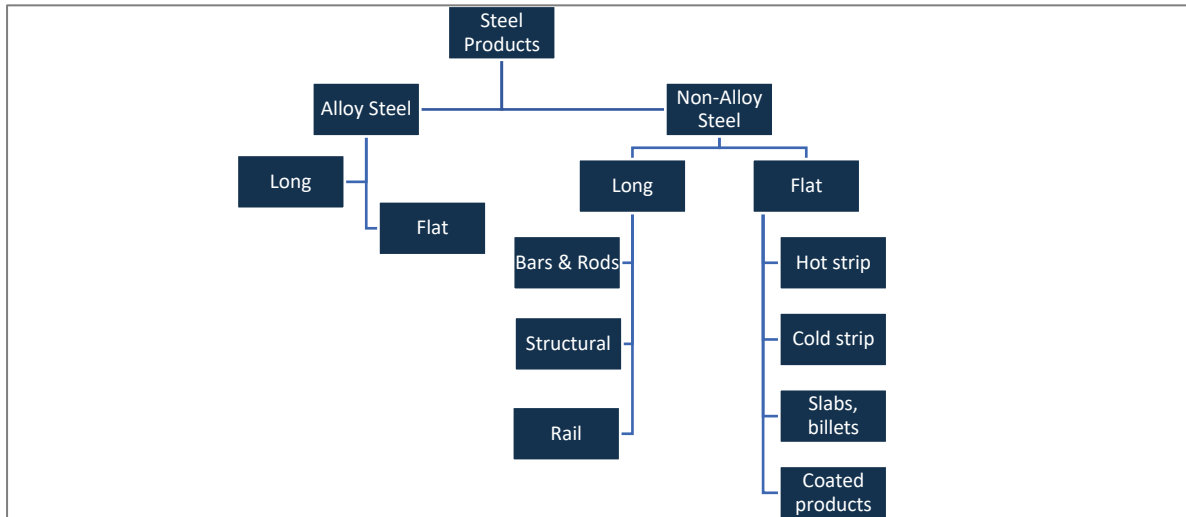 Steel
Products
Alloy Steel
Non-Alloy
Steel
Long
Flat
Long
Flat
Bars & Rods
Structural
Rail
Hot strip
Cold strip
Slabs,
billets
Coated
products